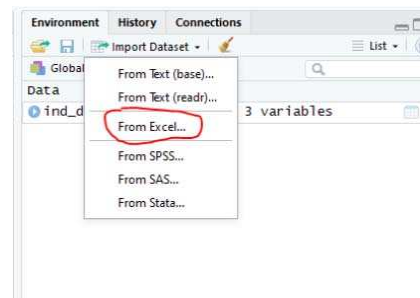 Environment History Connections
Import Dataset List
Global
Data
ind_d 3 variables
From Text (base)...
From Text (readr)...
From Excel...
From SPSS...
From SAS...
From Stata...